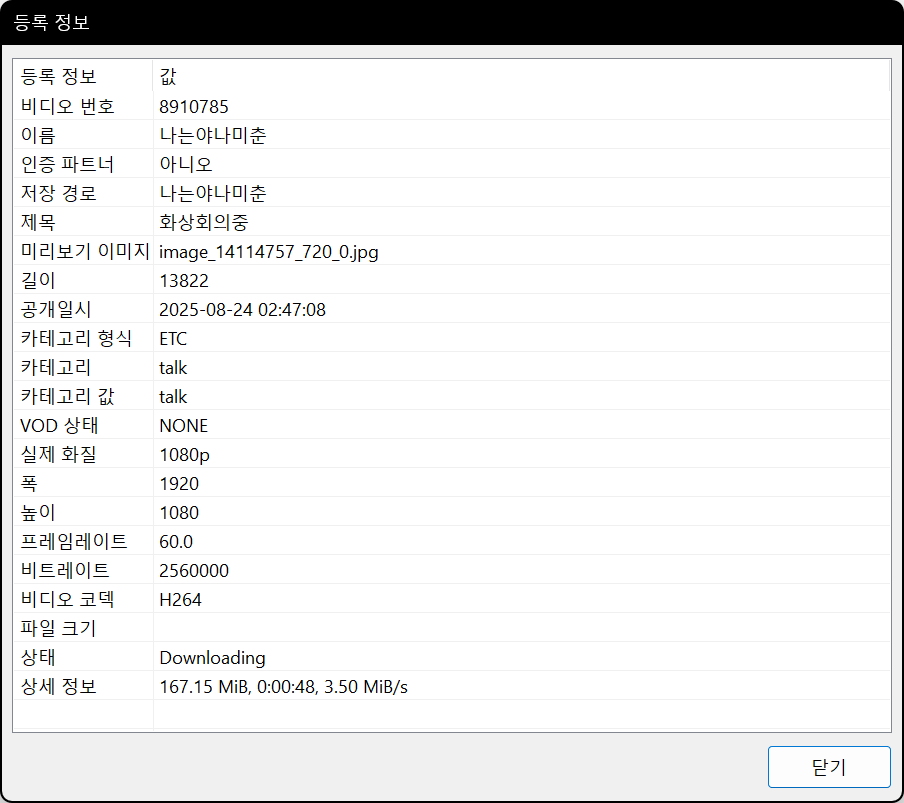 등록 정보
등록 정보 값
비디오 번호 8910785
이름 나는야나미춘
인증 파트너 아니오
저장 경로 나는야나미춘
제목 화상회의중
미리보기 이미지 image_14114757_720_0.jpg
길이 13822
공개일시 2025-08-24 02:47:08
카테고리 형식 ETC
카테고리 talk
카테고리 값 talk
VOD 상태 NONE
실제 화질 1080p
폭 1920
높이 1080
프레임레이트 60.0
비트레이트 2560000
비디오 코덱 H264
파일 크기
상태 Downloading
상세 정보 167.15 MiB, 0:00:48, 3.50 MiB/s
닫기